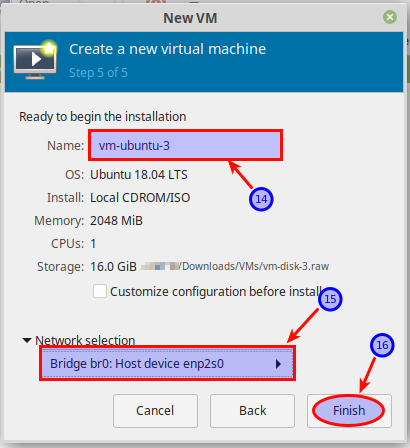 New VM
Create a new virtual machine
Step 5 of 5
Ready to begin the installation
Name: vm-ubuntu-3
14
OS: Ubuntu 18.04 LTS
Install: Local CDROM/ISO
Memory: 2048 MiB
CPUs: 1
Storage: 16.0 GiB /Downloads/VMs/vm-disk-3.raw
Customize configuration before install
15
Network selection
Bridge br0: Host device enp2s0
16
Cancel Back Finish